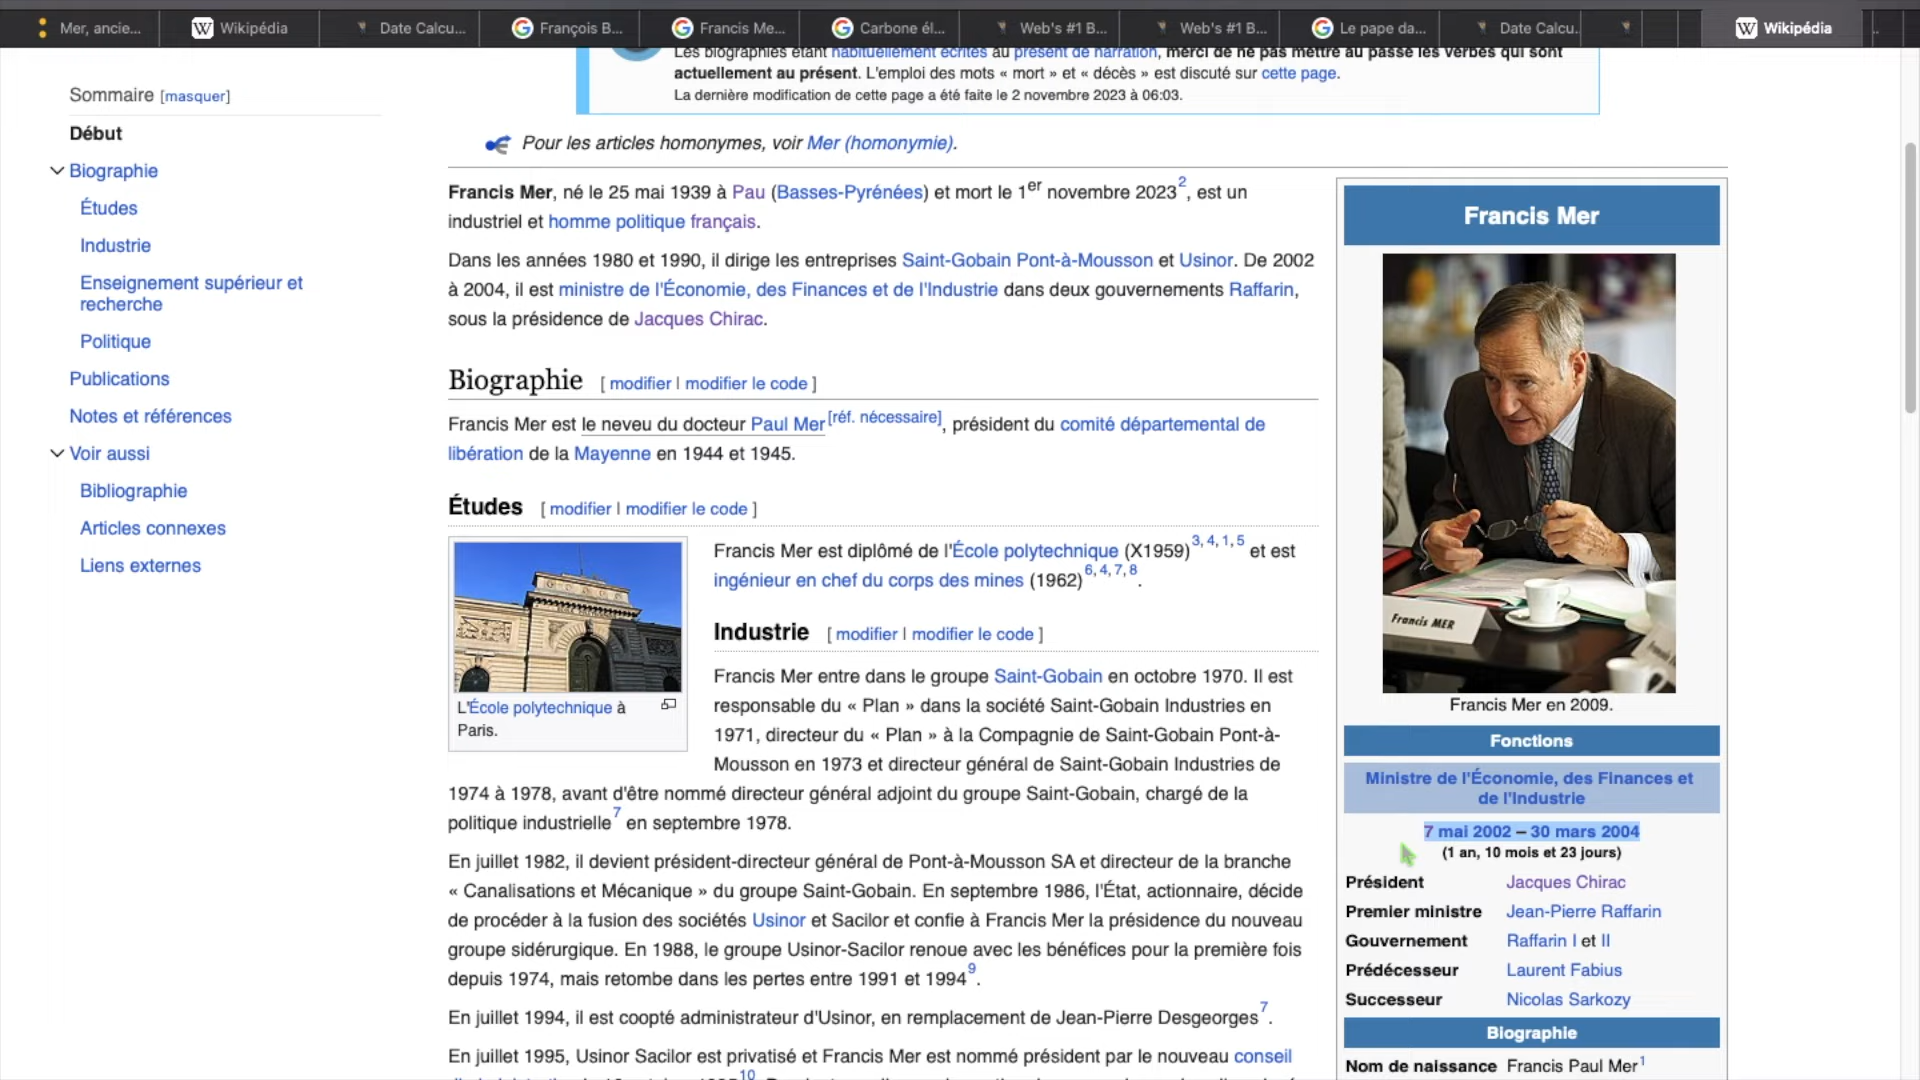 Mer, ancie...
Wikipédia
Date Calcu...
François B...
Francis Me...
Carbone él...
Web's #1 B...
Web's #1 B...
Le pape da...
Date Calcu.
Wikipédia
Les biographies étant habituellement écrites au présent de narration, merci de ne pas mettre au passé les verbes qui sont
actuellement au présent. L'emploi des mots « mort » et « décès » est discuté sur cette page.
La dernière modification de cette page a été faite le 2 novembre 2023 à 06:03.
Sommaire [masquer]
Début
Biographie
Études
Industrie
Enseignement supérieur et
recherche
Politique
Publications
Notes et références
Voir aussi
Bibliographie
Articles connexes
Liens externes
Pour les articles homonymes, voir Mer (homonymie).
Francis Mer, né le 25 mai 1939 à Pau (Basses-Pyrénées) et mort le 1er novembre 2023 2, est un
industriel et homme politique français.
Dans les années 1980 et 1990, il dirige les entreprises Saint-Gobain Pont-à-Mousson et Usinor. De 2002
à 2004, il est ministre de l'Économie, des Finances et de l'Industrie dans deux gouvernements Raffarin,
sous la présidence de Jacques Chirac.
Biographie [ modifier | modifier le code ]
Francis Mer est le neveu du docteur Paul Mer[réf. nécessaire], président du comité départemental de
libération de la Mayenne en 1944 et 1945.
Études [ modifier | modifier le code ]
L'École polytechnique à
Paris.
Francis Mer est diplômé de l'École polytechnique (X1959)3, 4, 1, 5 et est
ingénieur en chef du corps des mines (1962)6, 4, 7, 8.
Industrie [ modifier | modifier le code ]
Francis Mer entre dans le groupe Saint-Gobain en octobre 1970. Il est
responsable du « Plan » dans la société Saint-Gobain Industries en
1971, directeur du « Plan » à la Compagnie de Saint-Gobain Pont-à-
Mousson en 1973 et directeur général de Saint-Gobain Industries de
1974 à 1978, avant d'être nommé directeur général adjoint du groupe Saint-Gobain, chargé de la
politique industrielle7 en septembre 1978.
En juillet 1982, il devient président-directeur général de Pont-à-Mousson SA et directeur de la branche
« Canalisations et Mécanique » du groupe Saint-Gobain. En septembre 1986, l'État, actionnaire, décide
de procéder à la fusion des sociétés Usinor et Sacilor et confie à Francis Mer la présidence du nouveau
groupe sidérurgique. En 1988, le groupe Usinor-Sacilor renoue avec les bénéfices pour la première fois
depuis 1974, mais retombe dans les pertes entre 1991 et 1994 9.
En juillet 1994, il est coopté administrateur d'Usinor, en remplacement de Jean-Pierre Desgeorges7.
En juillet 1995, Usinor Sacilor est privatisé et Francis Mer est nommé président par le nouveau conseil
10
Francis Mer
Francis MER
Francis Mer en 2009.
Fonctions
Ministre de l'Économie, des Finances et
de l'Industrie
7 mai 2002 – 30 mars 2004
(1 an, 10 mois et 23 jours)
Président Jacques Chirac
Premier ministre Jean-Pierre Raffarin
Gouvernement Raffarin I et II
Prédécesseur Laurent Fabius
Successeur Nicolas Sarkozy
Biographie
Nom de naissance Francis Paul Mer1